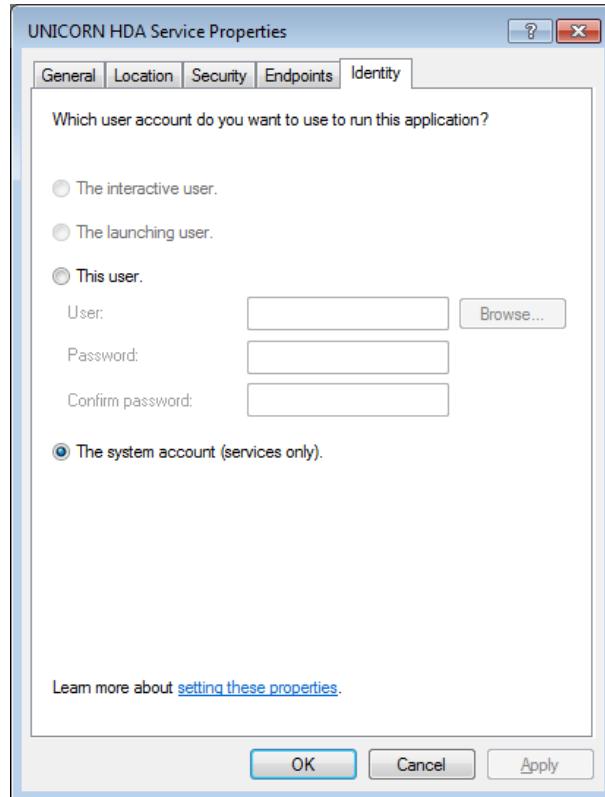 UNICORN HDA Service Properties
General Location Security Endpoints Identity
Which user account do you want to use to run this application?
The interactive user.
The launching user.
This user.
User:
Browse...
Password:
Confirm password:
The system account (services only).
Learn more about setting these properties.
OK Cancel Apply